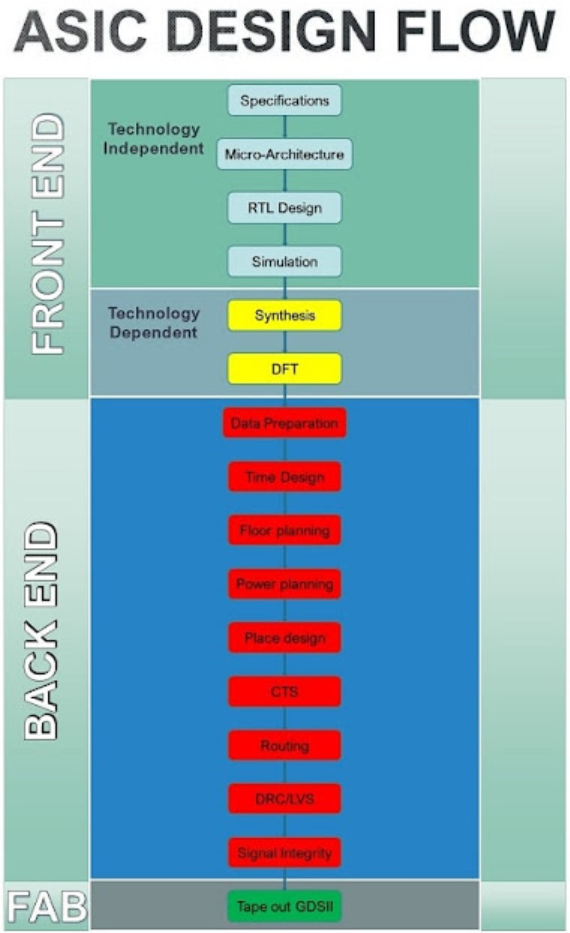 ASIC DESIGN FLOW
FRONT END
Technology
Independent
Specifications
Micro-Architecture
RTL Design
Simulation
Technology
Dependent
Synthesis
DFT
BACK END
Data Preparation
Time Design
Floor planning
Power planning
Place design
CTS
Routing
DRC/LVS
Signal Integrity
FAB
Tape out GDSII